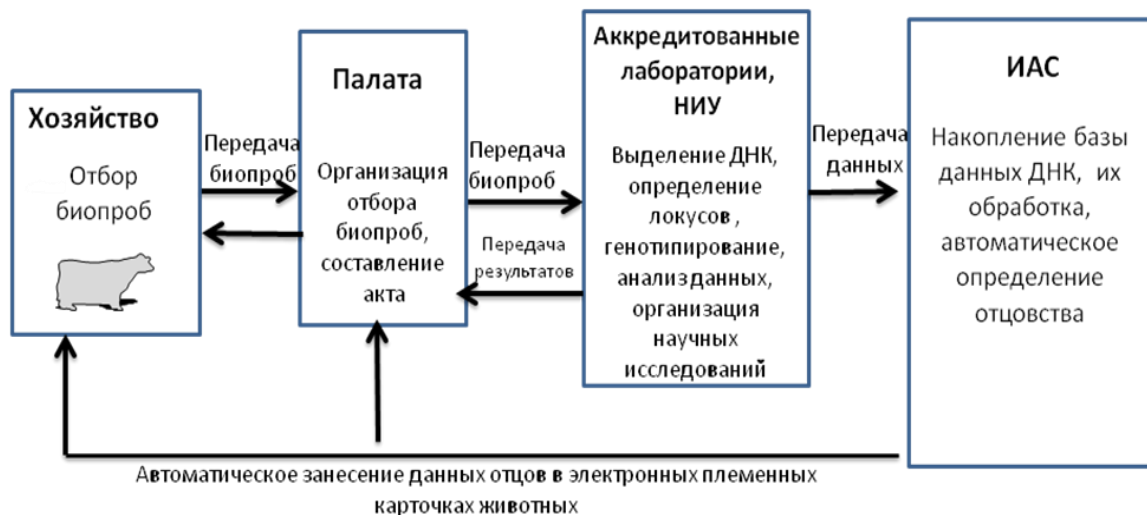 Хозяйство
Отбор
биопроб
Передача
биопроб
Палата
Организация
отбора
биопроб,
составление
акта
Передача
биопроб
Передача
результатов
Аккредитованные
лаборатории,
НИУ
Выделение ДНК,
определение
локусов ,
генотипирование,
анализ данных,
организация
научных
исследований
Передача
данных
ИАС
Накопление базы
данных ДНК, их
обработка,
автоматическое
определение
отцовства
Автоматическое занесение данных отцов в электронных племенных
карточках животных